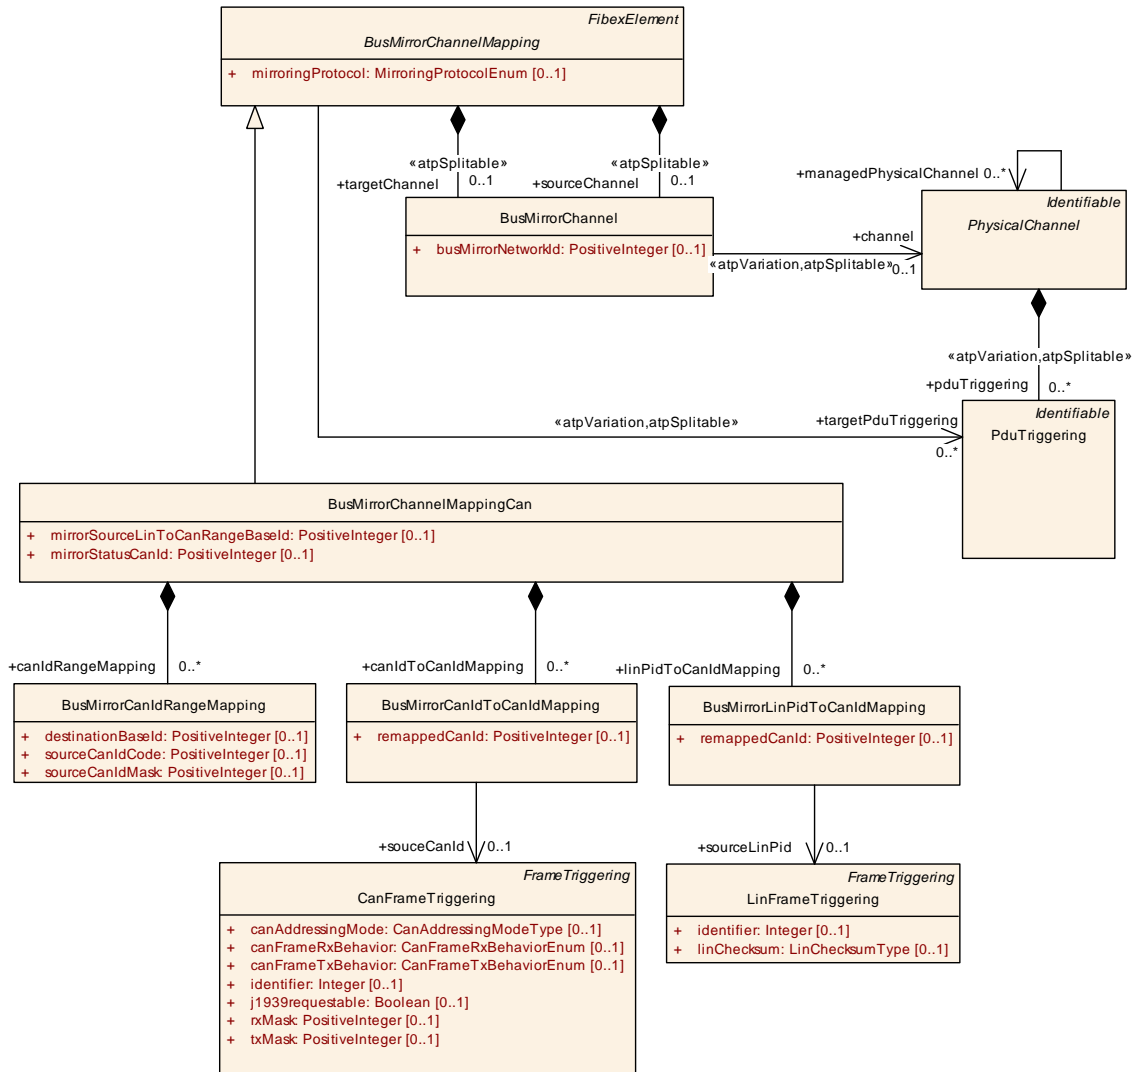 FibexElement
BusMirrorChannelMapping
+ mirroringProtocol: MirroringProtocolEnum [0..1]
«atpSplitable»
+targetChannel 0..1
«atpSplitable»
+sourceChannel 0..1
+managedPhysicalChannel 0..*
BusMirrorChannel
+ busMirrorNetworkId: PositiveInteger [0..1]
Identifiable
PhysicalChannel
+channel
«atpVariation,atpSplitable» 0..1
«atpVariation,atpSplitable»
+pduTriggering 0..*
Identifiable
PduTriggering
«atpVariation,atpSplitable»
+targetPduTriggering
0..*
BusMirrorChannelMappingCan
+ mirrorSourceLinToCanRangeBaseId: PositiveInteger [0..1]
+ mirrorStatusCanId: PositiveInteger [0..1]
+canIdRangeMapping 0..*
+canIdToCanIdMapping 0..*
+linPidToCanIdMapping 0..*
BusMirrorCanIdRangeMapping
+ destinationBaseId: PositiveInteger [0..1]
+ sourceCanIdCode: PositiveInteger [0..1]
+ sourceCanIdMask: PositiveInteger [0..1]
BusMirrorCanIdToCanIdMapping
+ remappedCanId: PositiveInteger [0..1]
BusMirrorLinPidToCanIdMapping
+ remappedCanId: PositiveInteger [0..1]
+souceCanId 0..1
+sourceLinPid 0..1
FrameTriggering
CanFrameTriggering
+ canAddressingMode: CanAddressingModeType [0..1]
+ canFrameRxBehavior: CanFrameRxBehaviorEnum [0..1]
+ canFrameTxBehavior: CanFrameTxBehaviorEnum [0..1]
+ identifier: Integer [0..1]
+ j1939requestable: Boolean [0..1]
+ rxMask: PositiveInteger [0..1]
+ txMask: PositiveInteger [0..1]
FrameTriggering
LinFrameTriggering
+ identifier: Integer [0..1]
+ linChecksum: LinChecksumType [0..1]